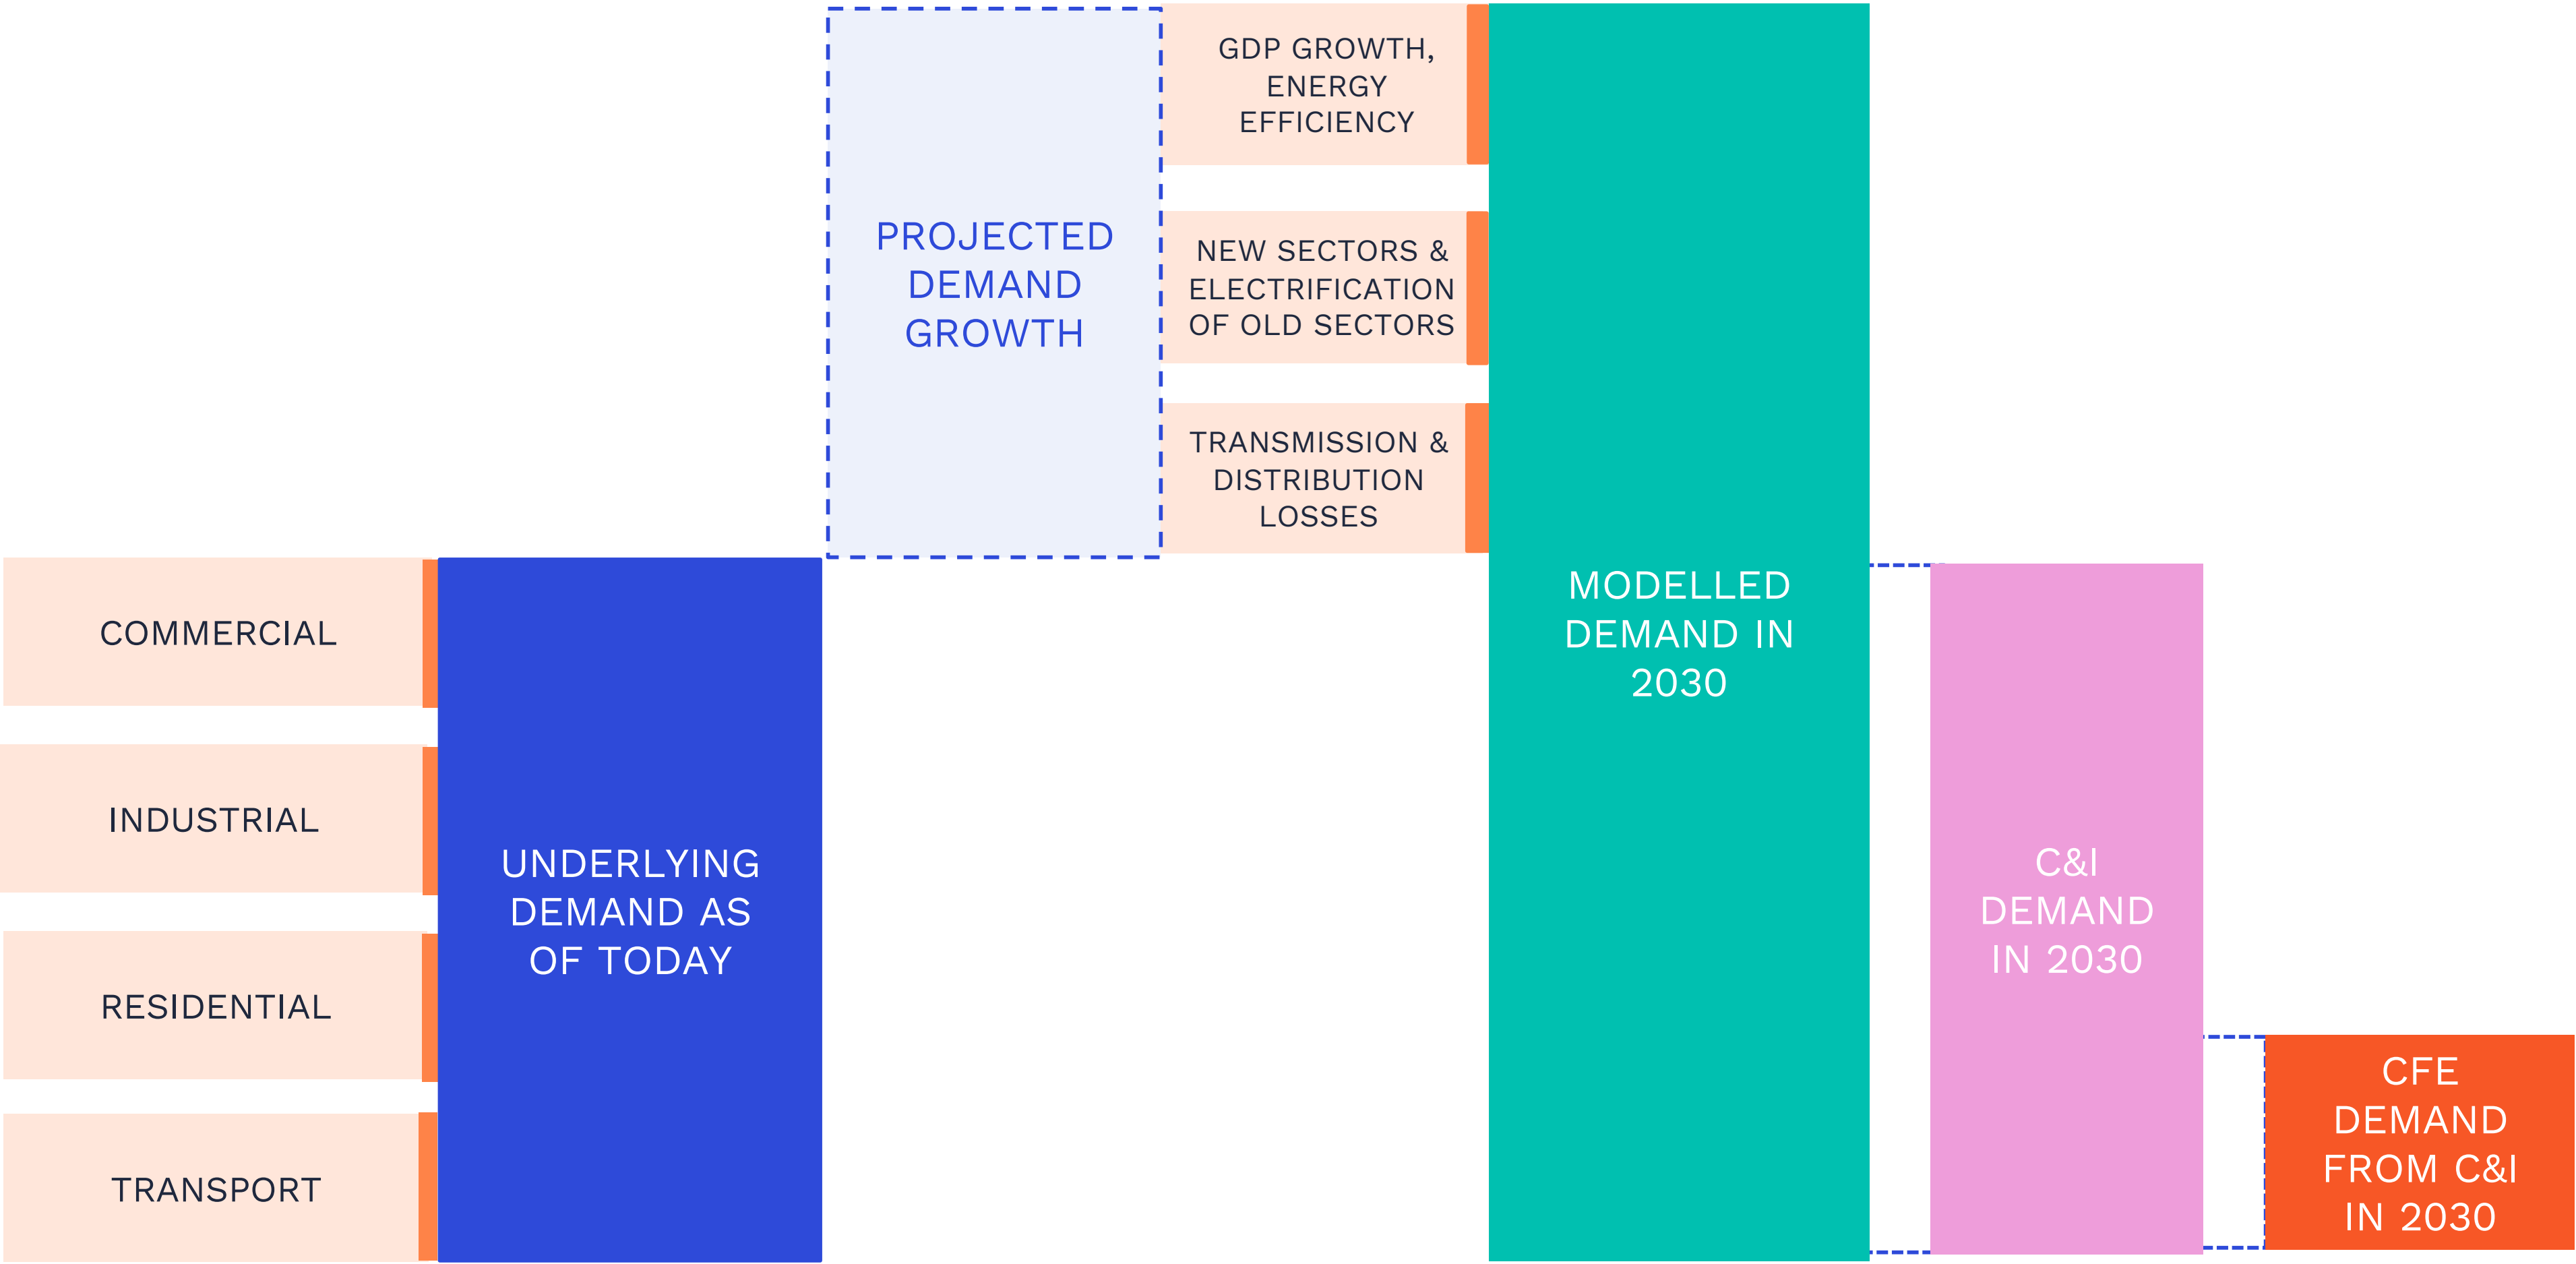 COMMERCIAL
INDUSTRIAL
RESIDENTIAL
TRANSPORT
UNDERLYING
DEMAND AS
OF TODAY
PROJECTED
DEMAND
GROWTH
GDP GROWTH,
ENERGY
EFFICIENCY
NEW SECTORS &
ELECTRIFICATION
OF OLD SECTORS
TRANSMISSION &
DISTRIBUTION
LOSSES
MODELLED
DEMAND IN
2030
C&I
DEMAND
IN 2030
CFE
DEMAND
FROM C&I
IN 2030